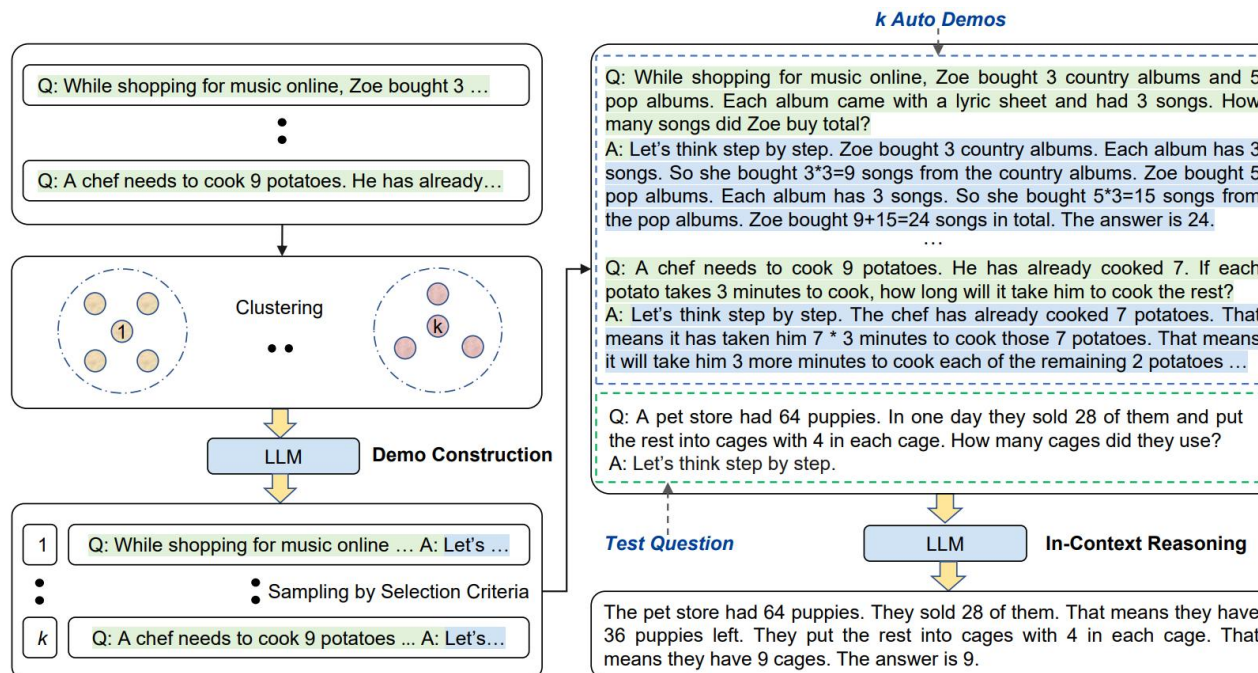 Q: While shopping for music online, Zoe bought 3 …
Q: A chef needs to cook 9 potatoes. He has already…
1
Clustering
k
LLM
Demo Construction
1
Q: While shopping for music online … A: Let's …
Sampling by Selection Criteria
k
Q: A chef needs to cook 9 potatoes ... A: Let's…
k Auto Demos
Q: While shopping for music online, Zoe bought 3 country albums and 5
pop albums. Each album came with a lyric sheet and had 3 songs. How
many songs did Zoe buy total?
A: Let's think step by step. Zoe bought 3 country albums. Each album has 3
songs. So she bought 3*3=9 songs from the country albums. Zoe bought 5
pop albums. Each album has 3 songs. So she bought 5*3=15 songs from
the pop albums. Zoe bought 9+15=24 songs in total. The answer is 24.
…
Q: A chef needs to cook 9 potatoes. He has already cooked 7. If each
potato takes 3 minutes to cook, how long will it take him to cook the rest?
A: Let's think step by step. The chef has already cooked 7 potatoes. That
means it has taken him 7 * 3 minutes to cook those 7 potatoes. That means
it will take him 3 more minutes to cook each of the remaining 2 potatoes …
Q: A pet store had 64 puppies. In one day they sold 28 of them and put
the rest into cages with 4 in each cage. How many cages did they use?
A: Let's think step by step.
Test Question
LLM
In-Context Reasoning
The pet store had 64 puppies. They sold 28 of them. That means they have
36 puppies left. They put the rest into cages with 4 in each cage. That
means they have 9 cages. The answer is 9.